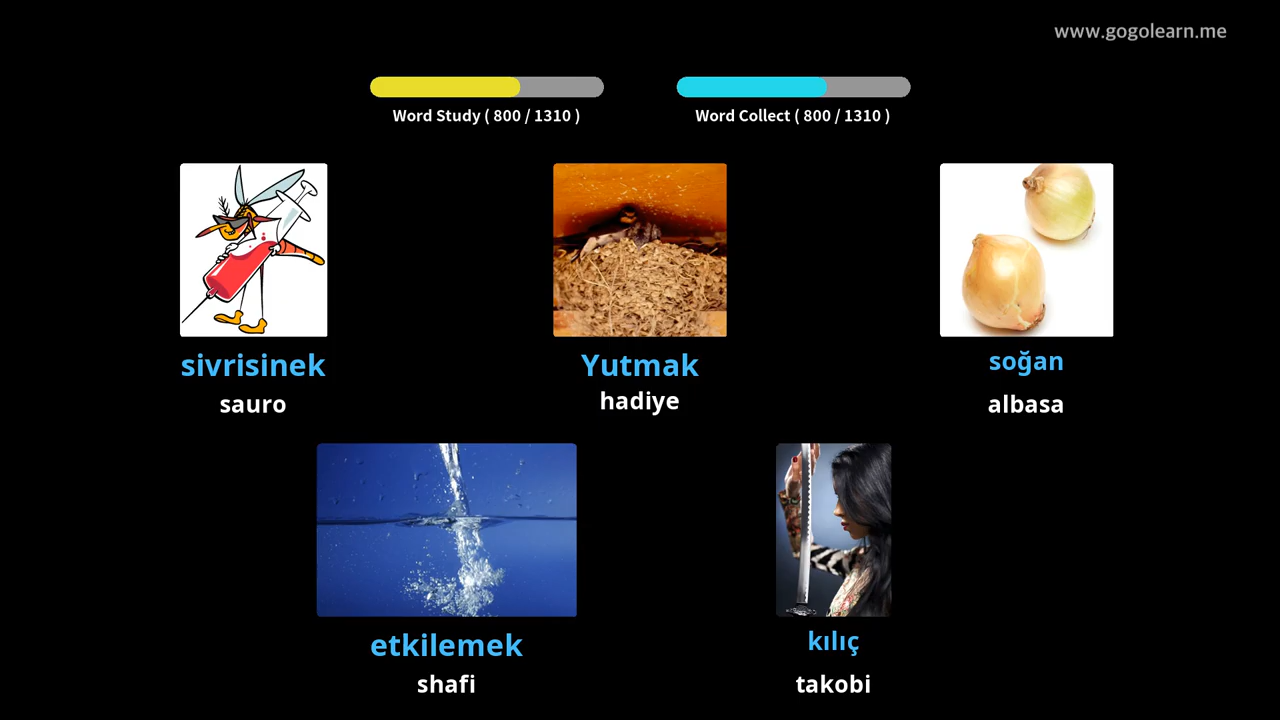 www.gogolearn.me
Word Study ( 800 / 1310 )
Word Collect ( 800 / 1310 )
sivrisinek
sauro
Yutmak
hadiye
soğan
albasa
etkilemek
shafi
kılıç
takobi